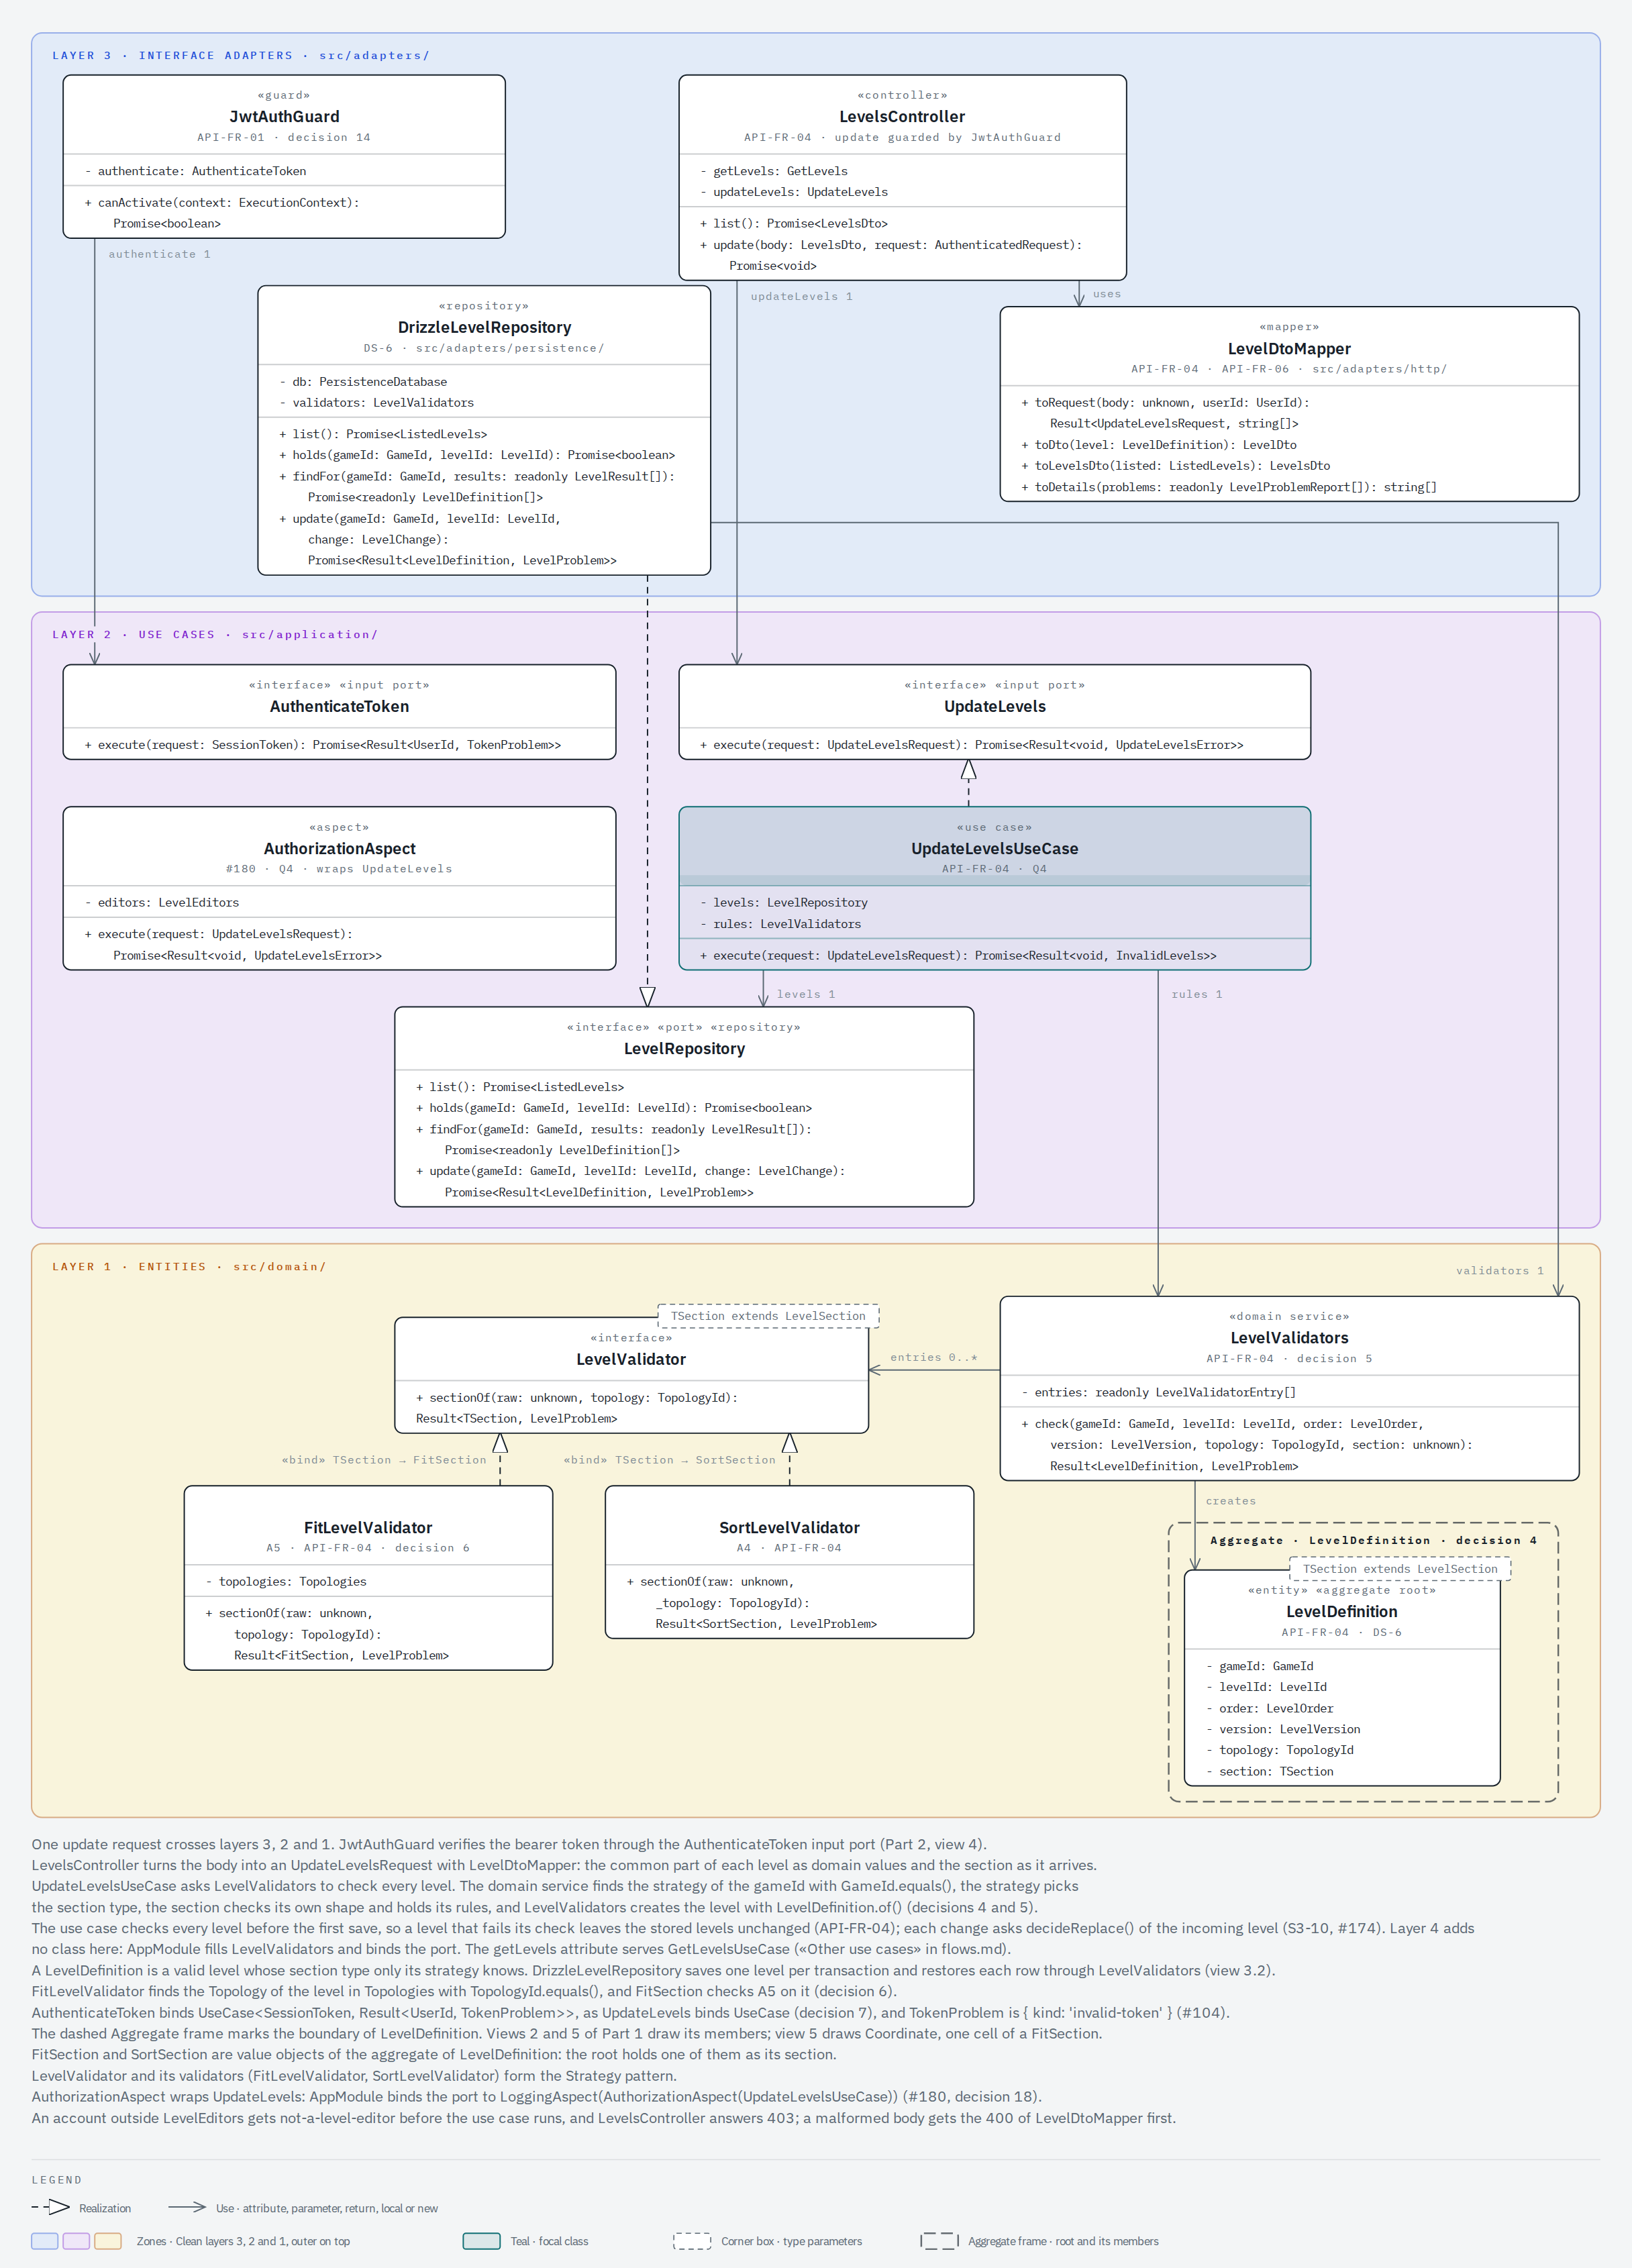 LAYER 3 · INTERFACE ADAPTERS · src/adapters/
«guard»
JwtAuthGuard
API-FR-01 · decision 14
- authenticate: AuthenticateToken
+ canActivate(context: ExecutionContext):
Promise<boolean>
authenticate 1
«controller»
LevelsController
API-FR-04 · update guarded by JwtAuthGuard
- getLevels: GetLevels
- updateLevels: UpdateLevels
+ list(): Promise<LevelsDto>
+ update(body: LevelsDto, request: AuthenticatedRequest):
Promise<void>
updateLevels 1
uses
«repository»
DrizzleLevelRepository
DS-6 · src/adapters/persistence/
- db: PersistenceDatabase
- validators: LevelValidators
+ list(): Promise<ListedLevels>
+ holds(gameId: GameId, levelId: LevelId): Promise<boolean>
+ findFor(gameId: GameId, results: readonly LevelResult[]):
Promise<readonly LevelDefinition[]>
+ update(gameId: GameId, levelId: LevelId,
change: LevelChange):
Promise<Result<LevelDefinition, LevelProblem>>
«mapper»
LevelDtoMapper
API-FR-04 · API-FR-06 · src/adapters/http/
+ toRequest(body: unknown, userId: UserId):
Result<UpdateLevelsRequest, string[]>
+ toDto(level: LevelDefinition): LevelDto
+ toLevelsDto(listed: ListedLevels): LevelsDto
+ toDetails(problems: readonly LevelProblemReport[]): string[]
LAYER 2 · USE CASES · src/application/
«interface» «input port»
AuthenticateToken
+ execute(request: SessionToken): Promise<Result<UserId, TokenProblem>>
«interface» «input port»
UpdateLevels
+ execute(request: UpdateLevelsRequest): Promise<Result<void, UpdateLevelsError>>
«aspect»
AuthorizationAspect
#180 · Q4 · wraps UpdateLevels
- editors: LevelEditors
+ execute(request: UpdateLevelsRequest):
Promise<Result<void, UpdateLevelsError>>
«use case»
UpdateLevelsUseCase
API-FR-04 · Q4
- levels: LevelRepository
- rules: LevelValidators
+ execute(request: UpdateLevelsRequest): Promise<Result<void, InvalidLevels>>
levels 1
rules 1
«interface» «port» «repository»
LevelRepository
+ list(): Promise<ListedLevels>
+ holds(gameId: GameId, levelId: LevelId): Promise<boolean>
+ findFor(gameId: GameId, results: readonly LevelResult[]):
Promise<readonly LevelDefinition[]>
+ update(gameId: GameId, levelId: LevelId, change: LevelChange):
Promise<Result<LevelDefinition, LevelProblem>>
LAYER 1 · ENTITIES · src/domain/
validators 1
TSection extends LevelSection
«interface»
LevelValidator
+ sectionOf(raw: unknown, topology: TopologyId):
Result<TSection, LevelProblem>
entries 0..*
«domain service»
LevelValidators
API-FR-04 · decision 5
- entries: readonly LevelValidatorEntry[]
+ check(gameId: GameId, levelId: LevelId, order: LevelOrder,
version: LevelVersion, topology: TopologyId, section: unknown):
Result<LevelDefinition, LevelProblem>
«bind» TSection → FitSection
«bind» TSection → SortSection
creates
FitLevelValidator
A5 · API-FR-04 · decision 6
- topologies: Topologies
+ sectionOf(raw: unknown,
topology: TopologyId):
Result<FitSection, LevelProblem>
SortLevelValidator
A4 · API-FR-04
+ sectionOf(raw: unknown,
_topology: TopologyId):
Result<SortSection, LevelProblem>
Aggregate · LevelDefinition · decision 4
TSection extends LevelSection
«entity» «aggregate root»
LevelDefinition
API-FR-04 · DS-6
- gameId: GameId
- levelId: LevelId
- order: LevelOrder
- version: LevelVersion
- topology: TopologyId
- section: TSection
One update request crosses layers 3, 2 and 1. JwtAuthGuard verifies the bearer token through the AuthenticateToken input port (Part 2, view 4).
LevelsController turns the body into an UpdateLevelsRequest with LevelDtoMapper: the common part of each level as domain values and the section as it arrives.
UpdateLevelsUseCase asks LevelValidators to check every level. The domain service finds the strategy of the gameId with GameId.equals(), the strategy picks
the section type, the section checks its own shape and holds its rules, and LevelValidators creates the level with LevelDefinition.of() (decisions 4 and 5).
The use case checks every level before the first save, so a level that fails its check leaves the stored levels unchanged (API-FR-04); each change asks decideReplace() of the incoming level (S3-10, #174). Layer 4 adds
no class here: AppModule fills LevelValidators and binds the port. The getLevels attribute serves GetLevelsUseCase («Other use cases» in flows.md).
A LevelDefinition is a valid level whose section type only its strategy knows. DrizzleLevelRepository saves one level per transaction and restores each row through LevelValidators (view 3.2).
FitLevelValidator finds the Topology of the level in Topologies with TopologyId.equals(), and FitSection checks A5 on it (decision 6).
AuthenticateToken binds UseCase<SessionToken, Result<UserId, TokenProblem>>, as UpdateLevels binds UseCase (decision 7), and TokenProblem is { kind: 'invalid-token' } (#104).
The dashed Aggregate frame marks the boundary of LevelDefinition. Views 2 and 5 of Part 1 draw its members; view 5 draws Coordinate, one cell of a FitSection.
FitSection and SortSection are value objects of the aggregate of LevelDefinition: the root holds one of them as its section.
LevelValidator and its validators (FitLevelValidator, SortLevelValidator) form the Strategy pattern.
AuthorizationAspect wraps UpdateLevels: AppModule binds the port to LoggingAspect(AuthorizationAspect(UpdateLevelsUseCase)) (#180, decision 18).
An account outside LevelEditors gets not-a-level-editor before the use case runs, and LevelsController answers 403; a malformed body gets the 400 of LevelDtoMapper first.
LEGEND
Realization
Use · attribute, parameter, return, local or new
Zones · Clean layers 3, 2 and 1, outer on top
Teal · focal class
Corner box · type parameters
Aggregate frame · root and its members